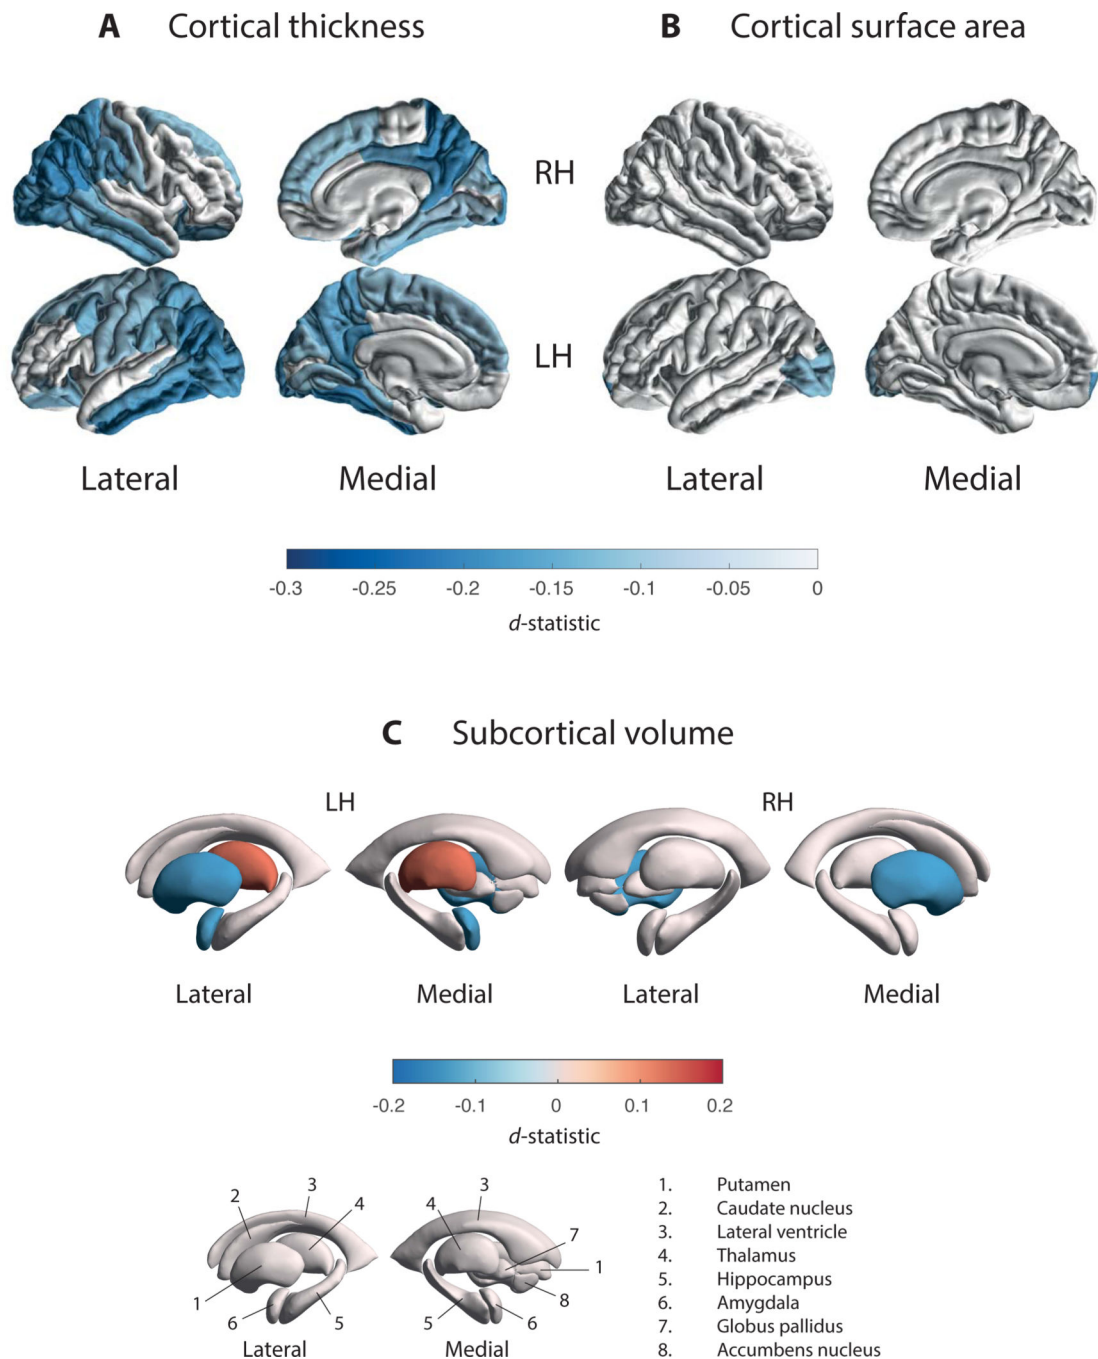 A Cortical thickness
B Cortical surface area
RH
LH
Lateral Medial Lateral Medial
-0.3 -0.25 -0.2 -0.15 -0.1 -0.05 0
d-statistic
C Subcortical volume
LH RH
Lateral Medial Lateral Medial
-0.2 -0.1 0 0.1 0.2
d-statistic
2 3 4 4 3 7 1 8
1 6 5 5 6
Lateral Medial
1. Putamen
2. Caudate nucleus
3. Lateral ventricle
4. Thalamus
5. Hippocampus
6. Amygdala
7. Globus pallidus
8. Accumbens nucleus